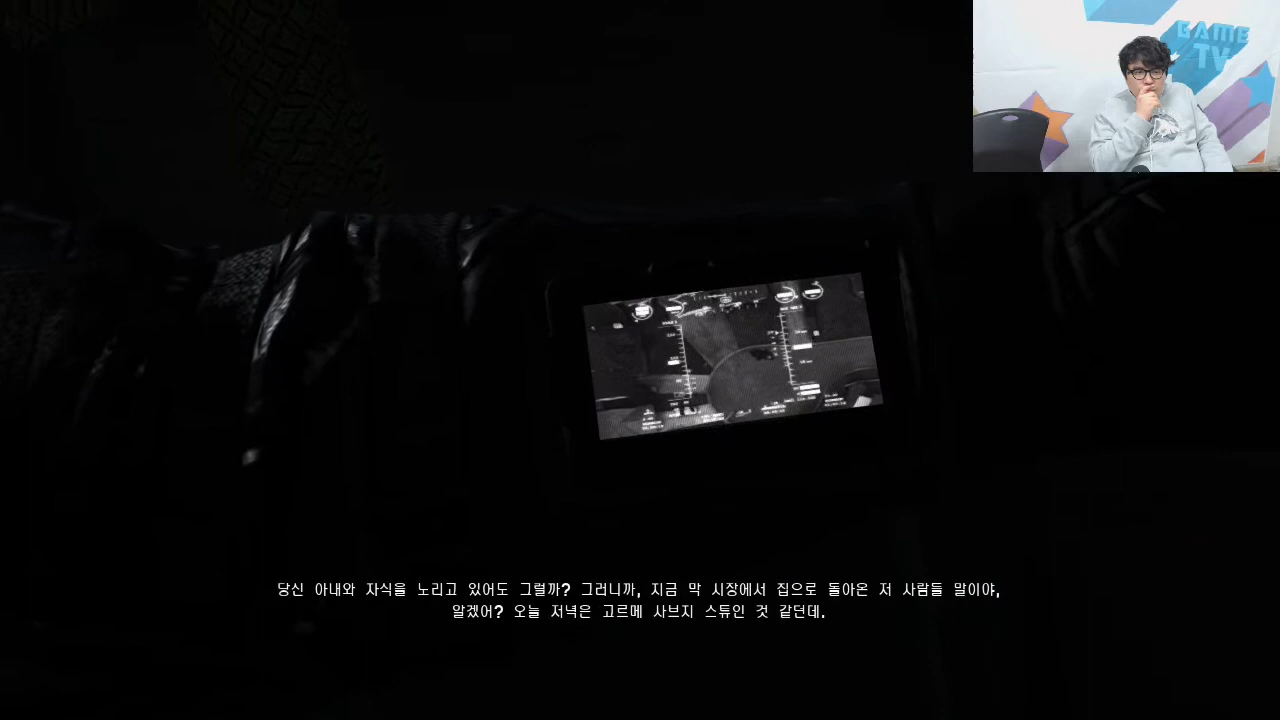 GAME
TV
당신 아내와 자식을 노리고 있어도 그럴까? 그러니까, 지금 막 시장에서 집으로 돌아온 저 사람들 말이야,
알겠어? 오늘 저녁은 고르메 사브지 스튜인 것 같던데.